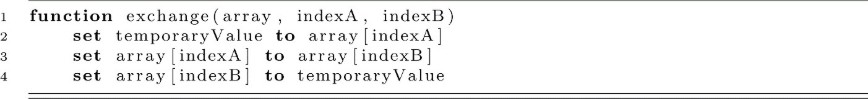 1 function exchange(array, indexA, indexB)
2     set temporaryValue to array[indexA]
3     set array[indexA] to array[indexB]
4     set array[indexB] to temporaryValue